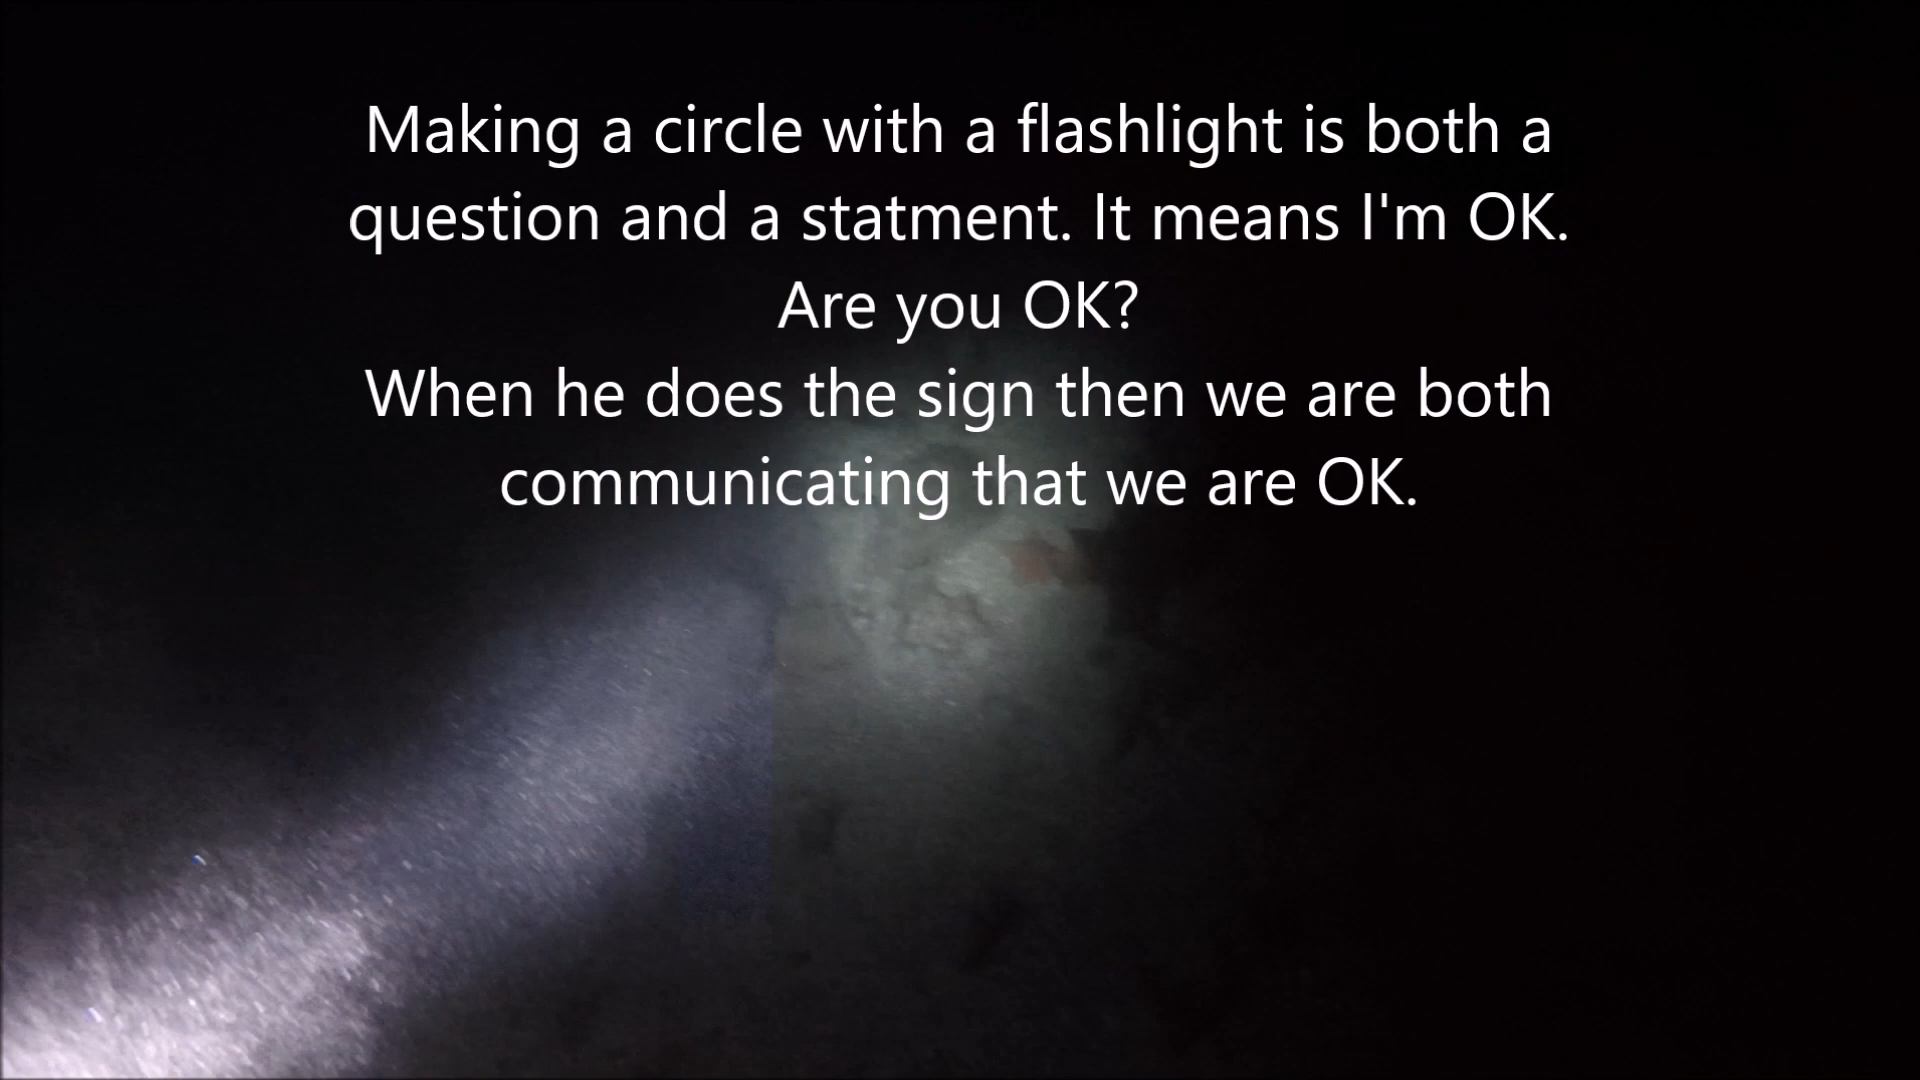 Making a circle with a flashlight is both a
question and a statment. It means I'm OK.
Are you OK?
When he does the sign then we are both
communicating that we are OK.